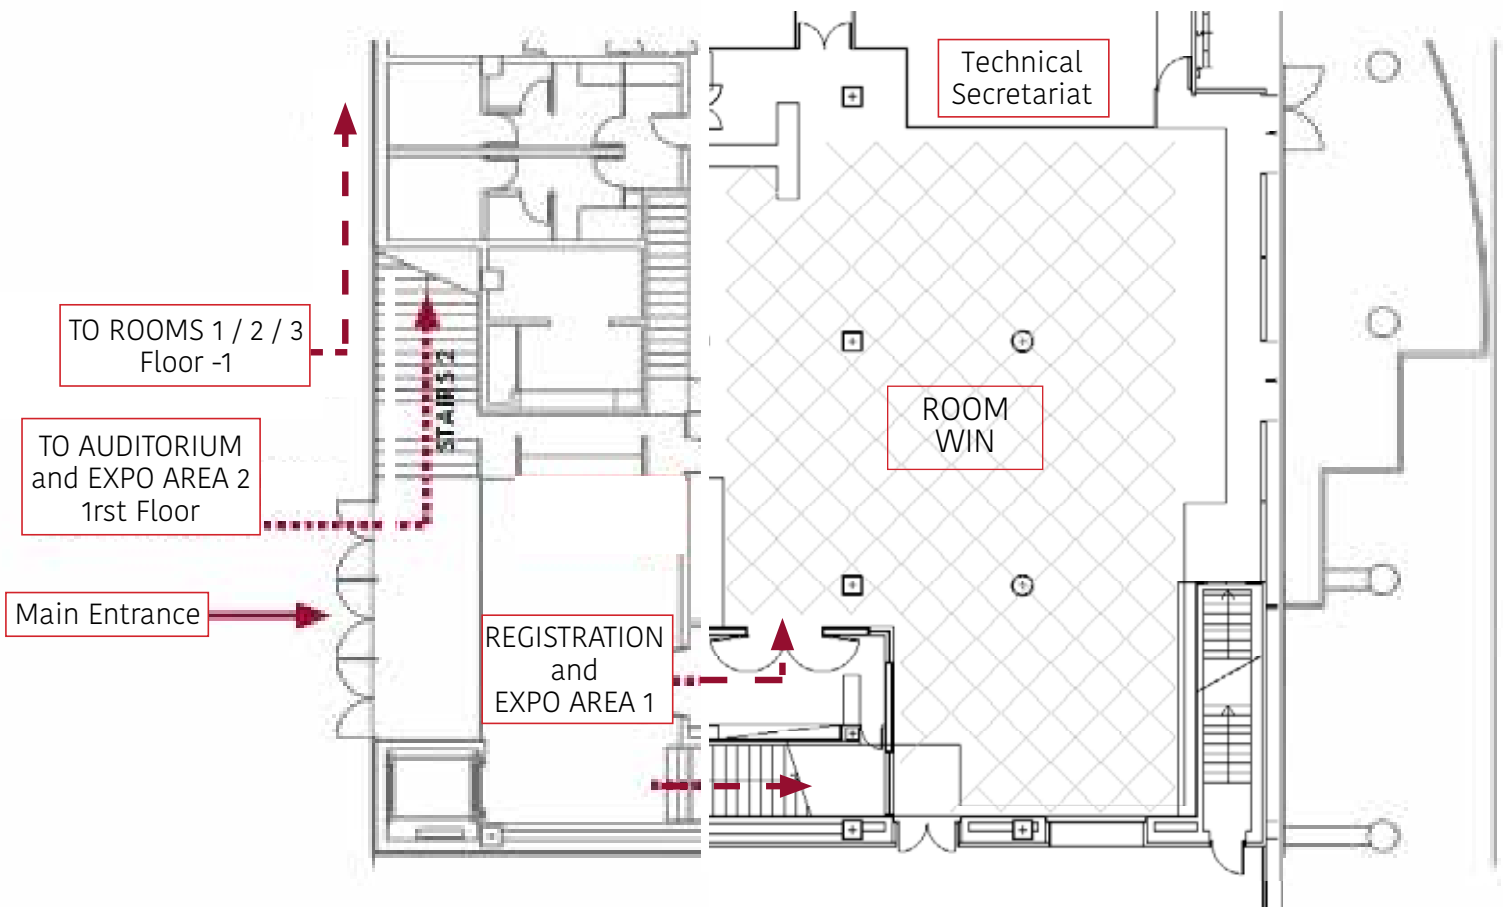 Technical
Secretariat
TO ROOMS 1 / 2 / 3
Floor -1
STAIRS 2
ROOM
WIN
TO AUDITORIUM
and EXPO AREA 2
1rst Floor
Main Entrance
REGISTRATION
and
EXPO AREA 1